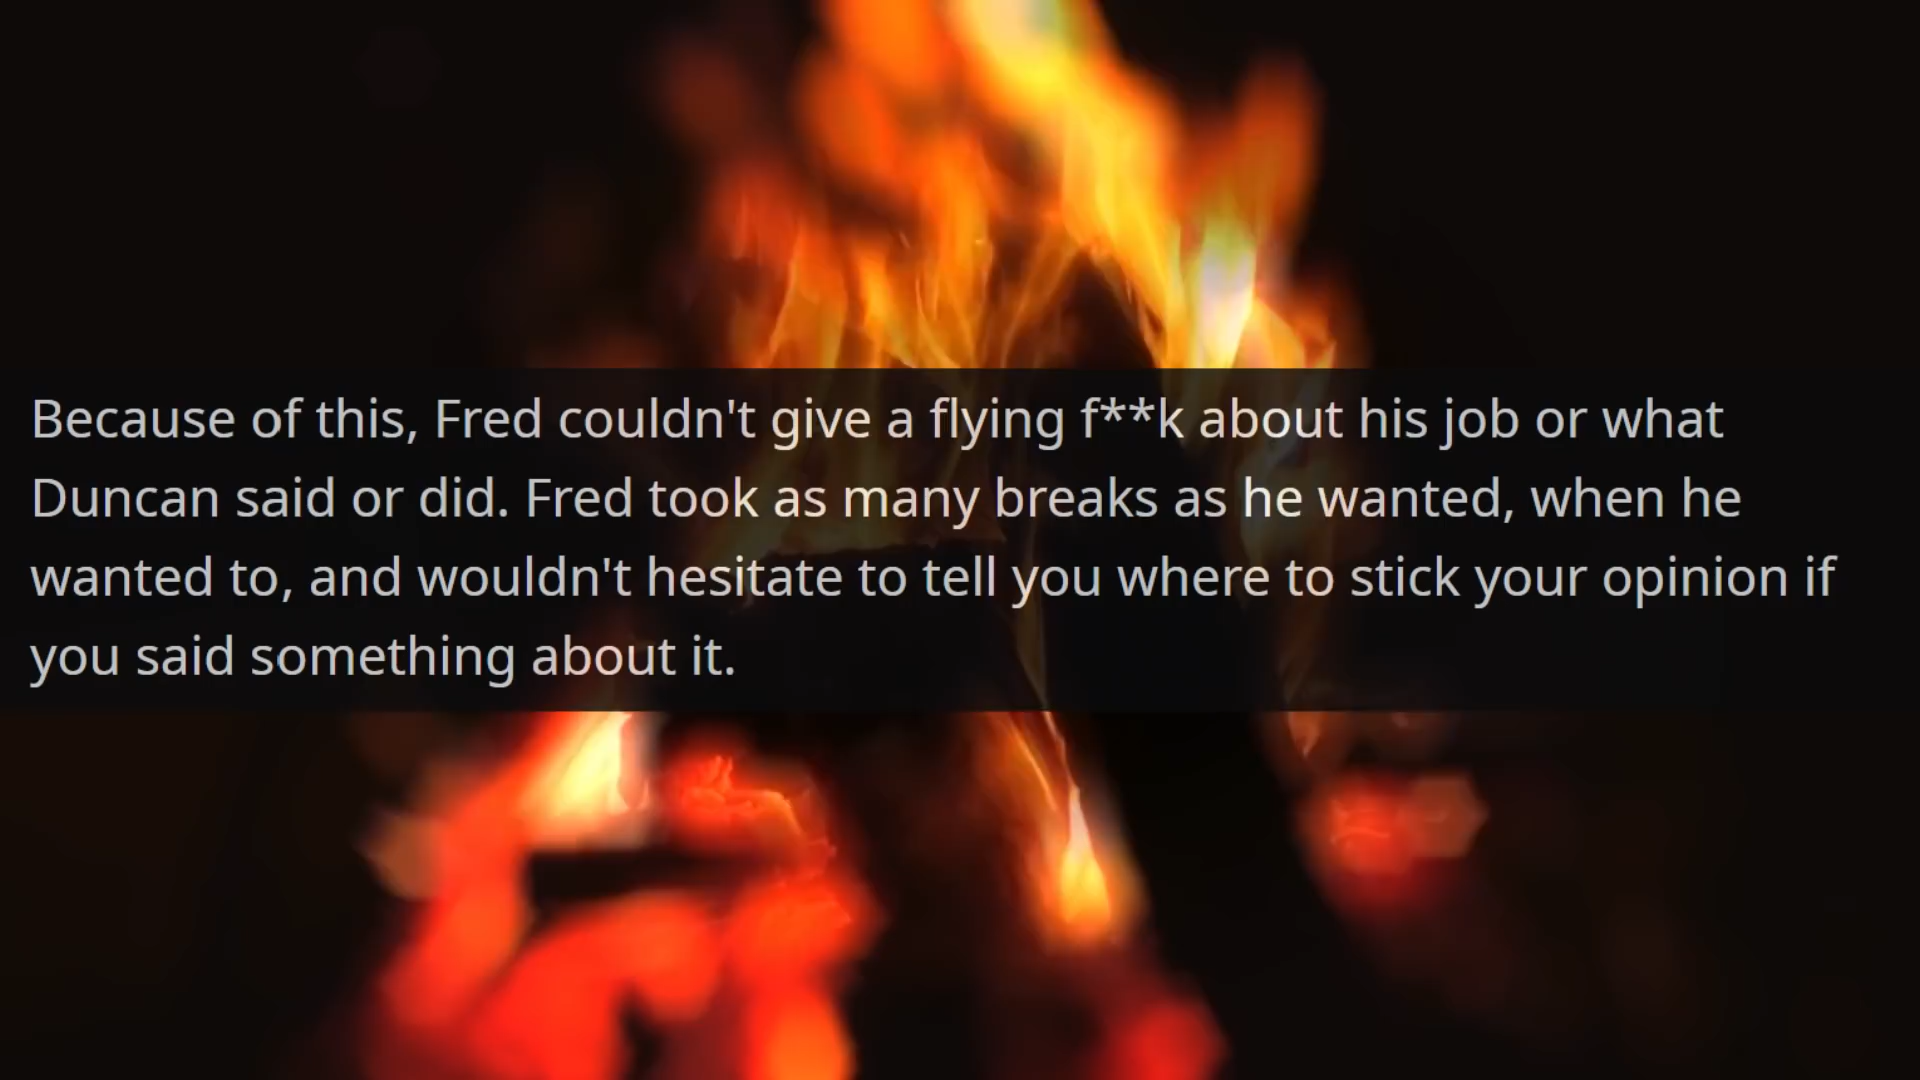 Because of this, Fred couldn't give a flying f**k about his job or what
Duncan said or did. Fred took as many breaks as he wanted, when he
wanted to, and wouldn't hesitate to tell you where to stick your opinion if
you said something about it.